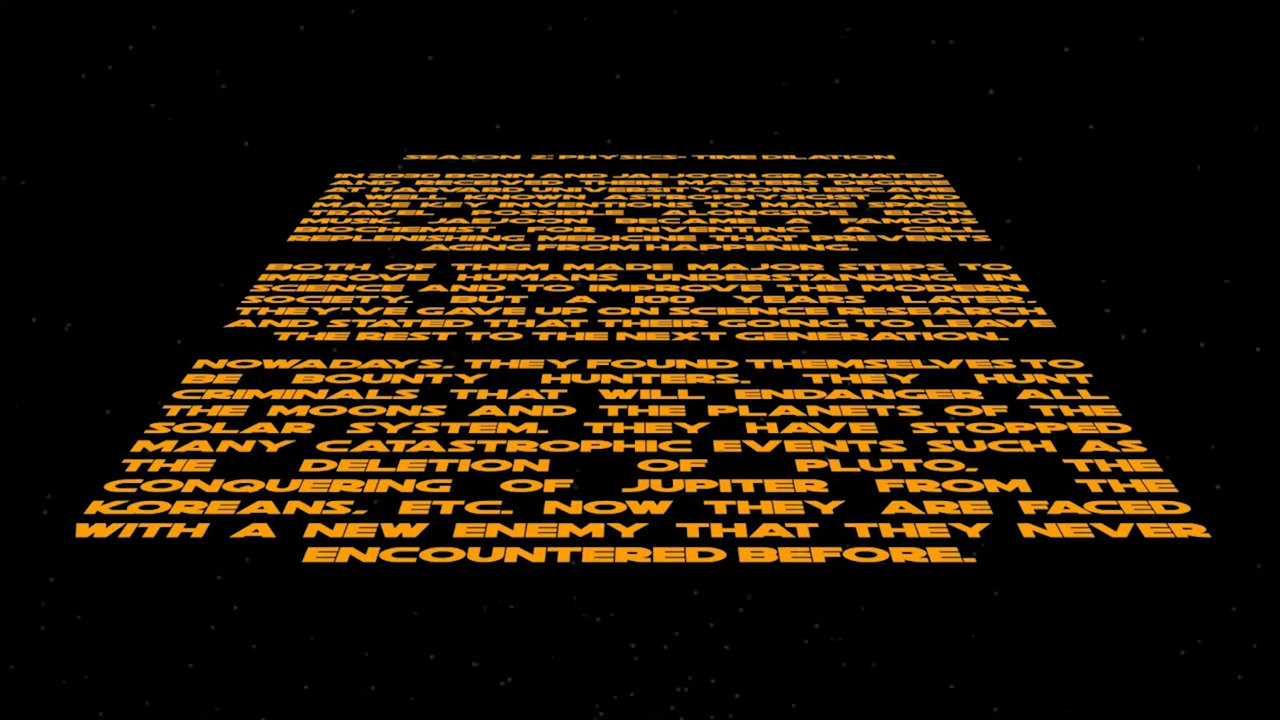 SEASON 2: PHYSICS- TIME DILATION
IN 2030 BONN AND JAE-JOON GRADUATED
AND RECEIVED THEIR MASTERS DEGREE
AT HARVARD UNIVERSITY. BONN BECAME
A WELL KNOWN ASTROPHYSICIST AND
MADE KEY INVENTIONS TO MAKE SPACE
TRAVEL POSSIBLE ALONGSIDE ELON
MUSK. JAEJOON BECAME A FAMOUS
BIOCHEMIST FOR INVENTING A CELL
REPLENISHING MEDICINE THAT PREVENTS
AGING FROM HAPPENING.
BOTH OF THEM MADE MAJOR STEPS TO
IMPROVE HUMANS UNDERSTANDING IN
SCIENCE AND TO IMPROVE THE MODERN
SOCIETY. BUT A 100 YEARS LATER,
THEY'VE GAVE UP ON SCIENCE RESEARCH
AND STATED THAT THEIR GOING TO LEAVE
THE REST TO THE NEXT GENERATION.
NOWADAYS, THEY FOUND THEMSELVES TO
BE BOUNTY HUNTERS. THEY HUNT
CRIMINALS THAT WILL ENDANGER ALL
THE MOONS AND THE PLANETS OF THE
SOLAR SYSTEM. THEY HAVE STOPPED
MANY CATASTROPHIC EVENTS SUCH AS
THE DELETION OF PLUTO, THE
CONQUERING OF JUPITER FROM THE
KOREANS, ETC. NOW THEY ARE FACED
WITH A NEW ENEMY THAT THEY NEVER
ENCOUNTERED BEFORE.